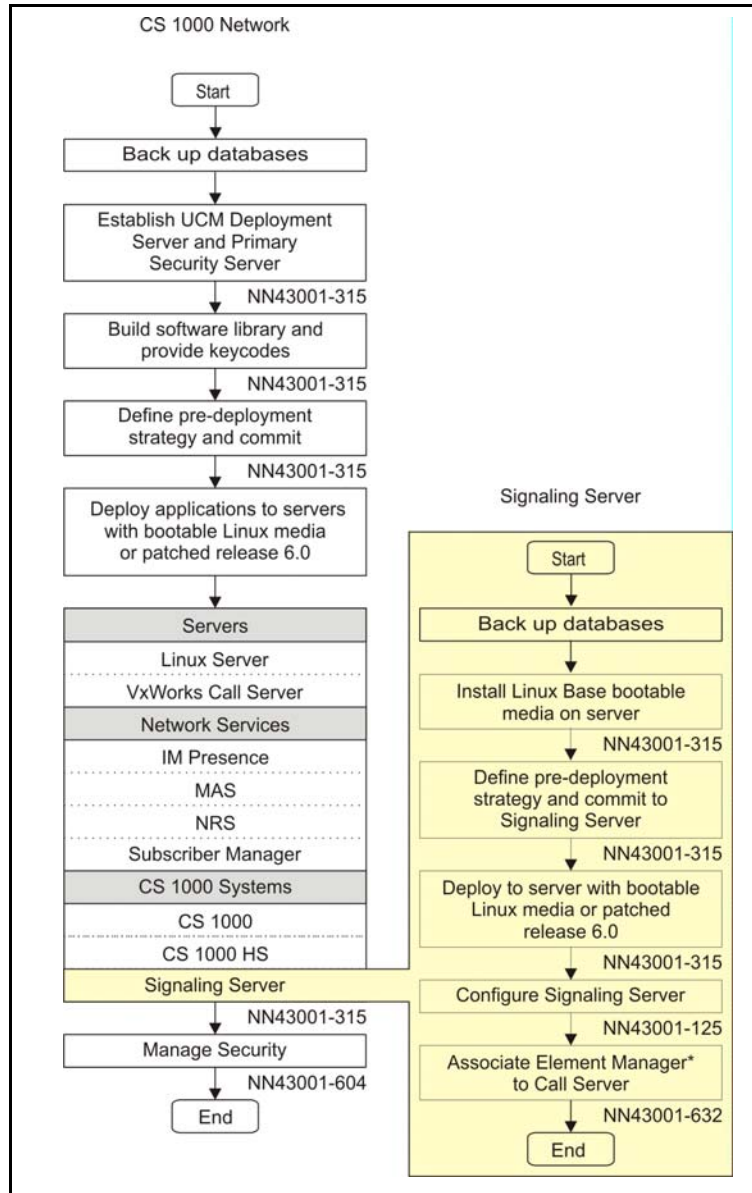 CS 1000 Network
Start
Back up databases
Establish UCM Deployment
Server and Primary
Security Server
NN43001-315
Build software library and
provide keycodes
NN43001-315
Define pre-deployment
strategy and commit
NN43001-315
Deploy applications to servers
with bootable Linux media
or patched release 6.0
Servers
Linux Server
VxWorks Call Server
Network Services
IM Presence
MAS
NRS
Subscriber Manager
CS 1000 Systems
CS 1000
CS 1000 HS
Signaling Server
NN43001-315
Manage Security
NN43001-604
End
Signaling Server
Start
Back up databases
Install Linux Base bootable
media on server
NN43001-315
Define pre-deployment
strategy and commit to
Signaling Server
NN43001-315
Deploy to server with bootable
Linux media or patched
release 6.0
NN43001-315
Configure Signaling Server
NN43001-125
Associate Element Manager*
to Call Server
NN43001-632
End